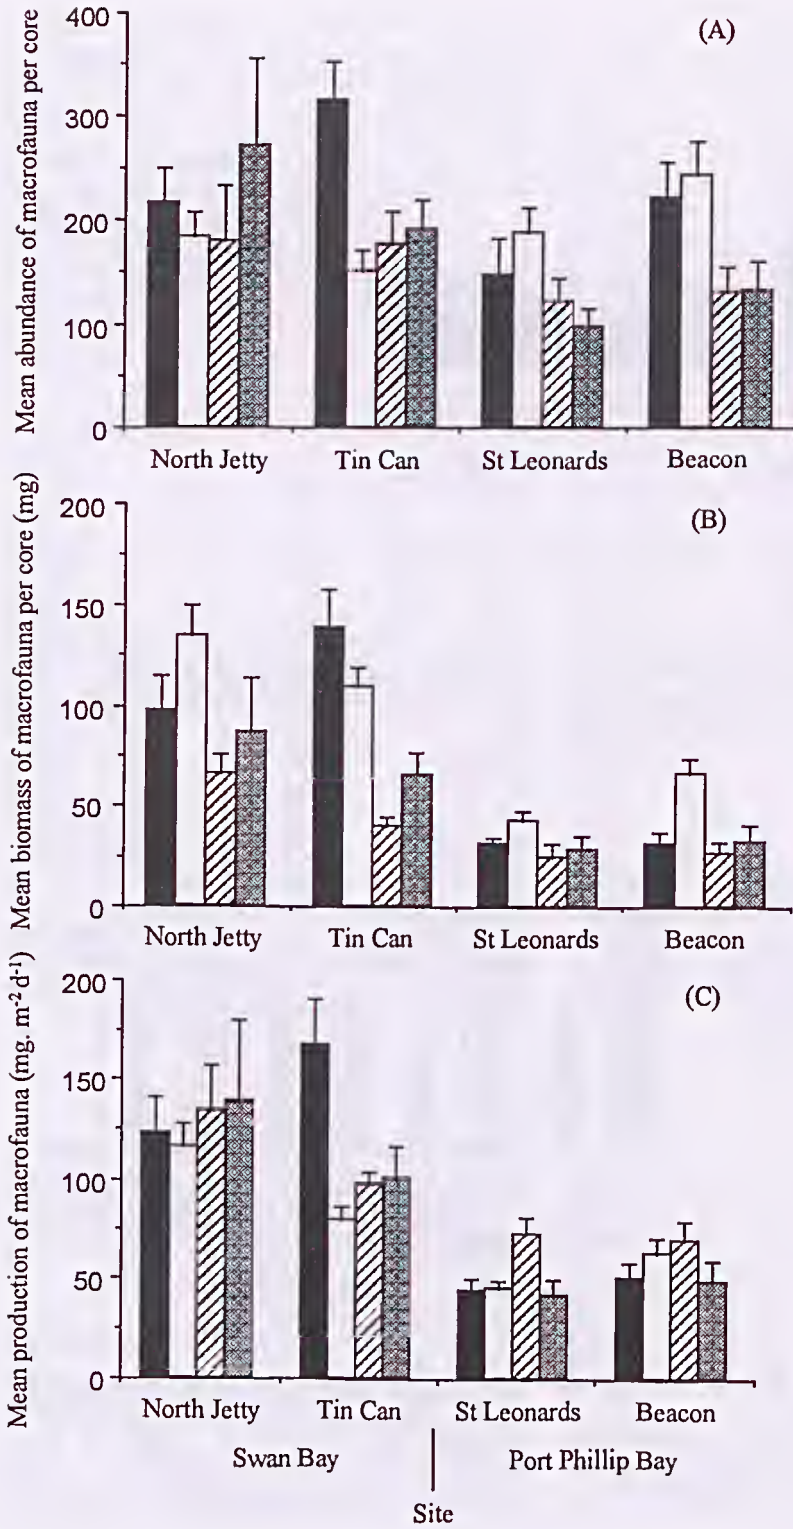 Mean abundance of macrofauna per core
(A)
400
300
200
100
0
North Jetty Tin Can St Leonards Beacon
Mean biomass of macrofauna per core (mg)
(B)
200
150
100
50
0
North Jetty Tin Can St Leonards Beacon
Mean production of macrofauna (mg. m⁻² d⁻¹)
(C)
200
150
100
50
0
North Jetty Tin Can St Leonards Beacon
Swan Bay Port Phillip Bay
Site